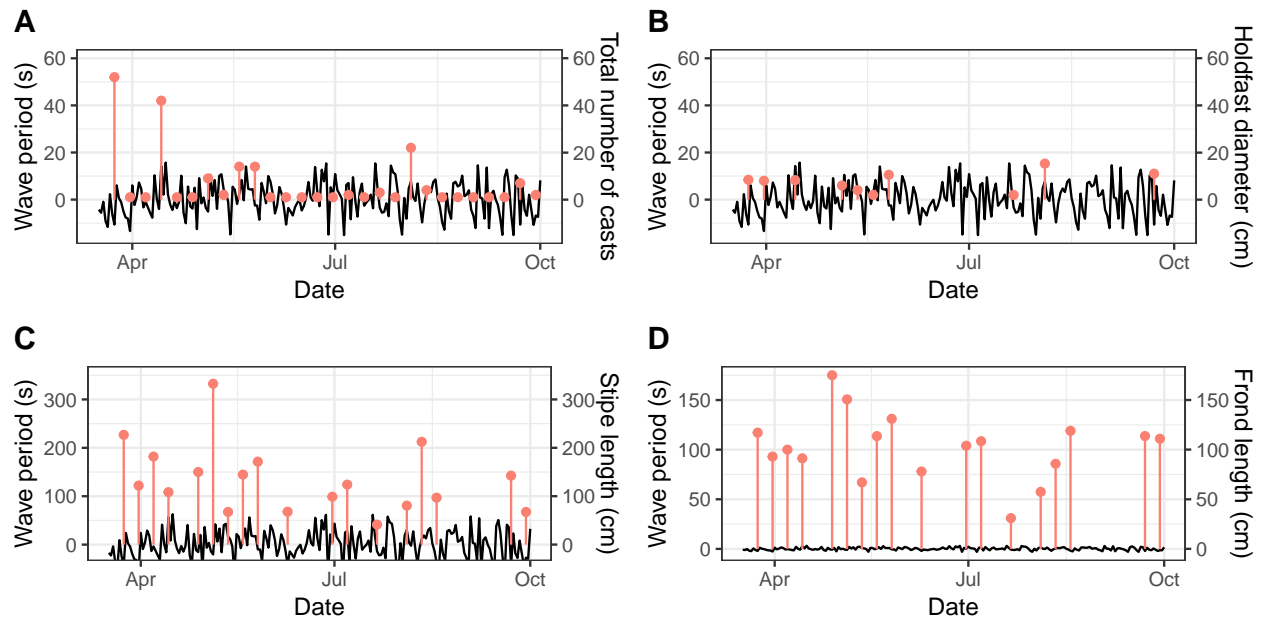 A
Wave period (s)
60
40
20
0
60
40
20
0
Total number of casts
Apr
Jul
Oct
Date
B
Wave period (s)
60
40
20
0
60
40
20
0
Holdfast diameter (cm)
Apr
Jul
Oct
Date
C
Wave period (s)
300
200
100
0
300
200
100
0
Stipe length (cm)
Apr
Jul
Oct
Date
D
Wave period (s)
150
100
50
0
150
100
50
0
Frond length (cm)
Apr
Jul
Oct
Date